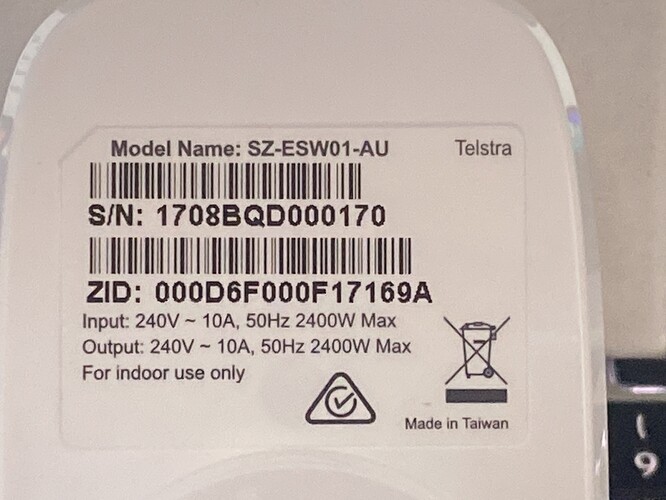 Model Name: SZ-ESW01-AU Telstra
S/N: 1708BQD000170
ZID: 000D6F000F17169A
Input: 240V ~ 10A, 50Hz 2400W Max
Output: 240V ~ 10A, 50Hz 2400W Max
For indoor use only
Made in Taiwan
(
9